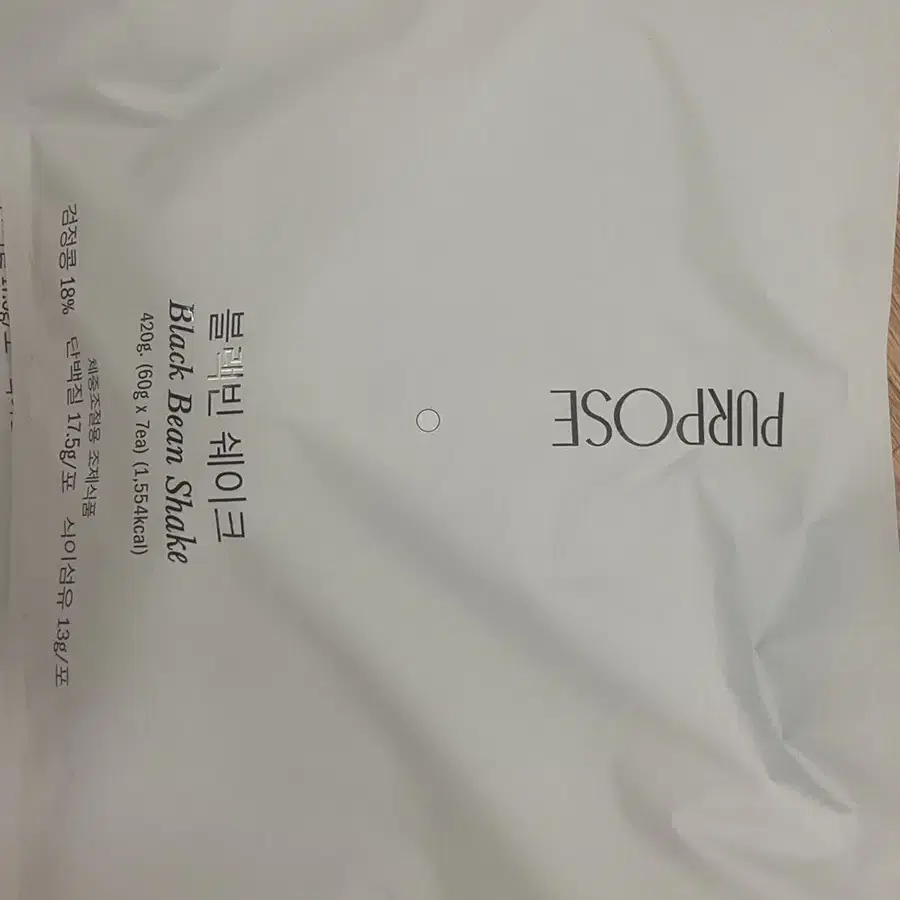 PURPOSE
블랙빈 쉐이크
Black Bean Shake
420g. (60g x 7ea) (1,554kcal)
체중조절용 조제식품
검정콩 18% 단백질 17.5g/포 식이섬유 13g/포